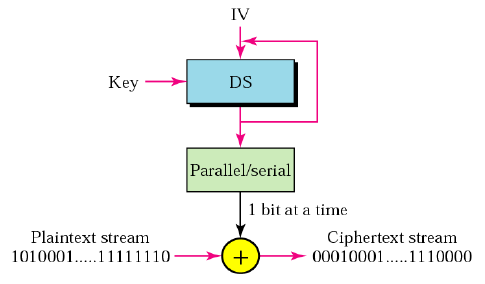 IV
Key
DS
Parallel/serial
1 bit at a time
Plaintext stream
1010001.....11111110
+
Ciphertext stream
00010001.....1110000